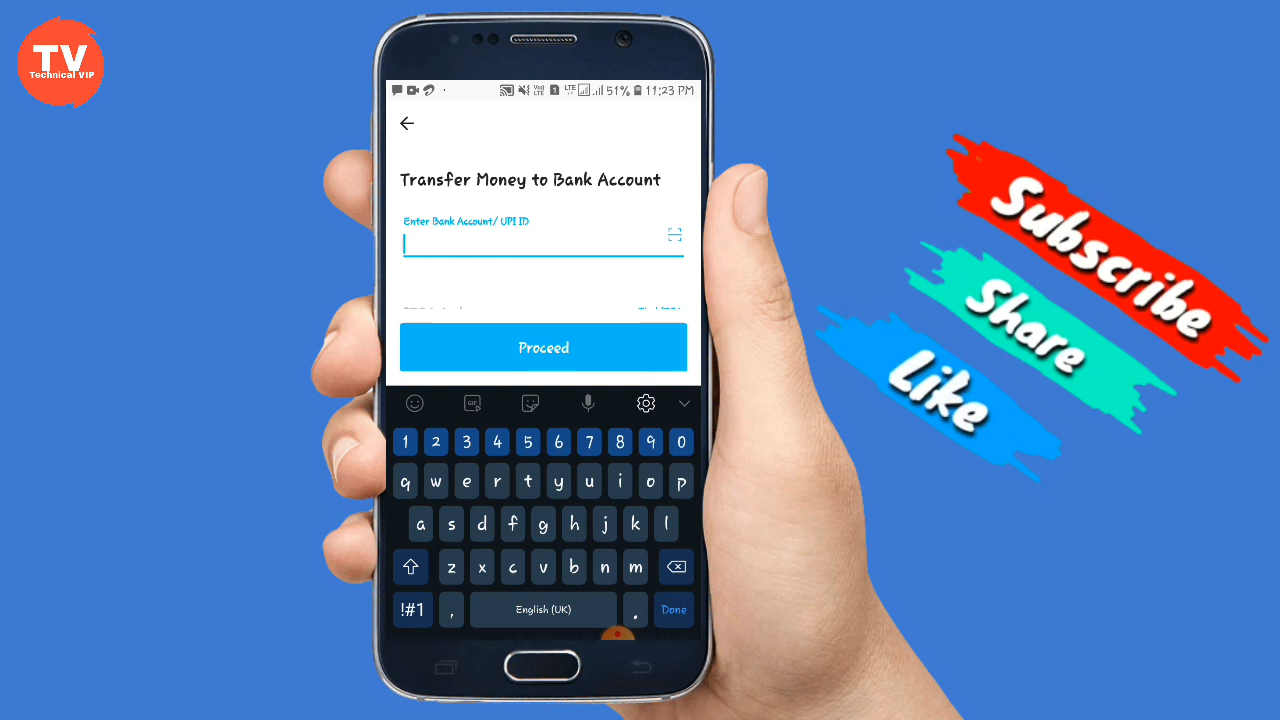 TV
Technical VIP
51% 11:23 PM
Transfer Money to Bank Account
Enter Bank Account/ UPI ID
Proceed
1 2 3 4 5 6 7 8 9 0
q w e r t y u i o p
a s d f g h j k l
z x c v b n m
!#1 , English (UK) . Done
Subscribe
Share
Like